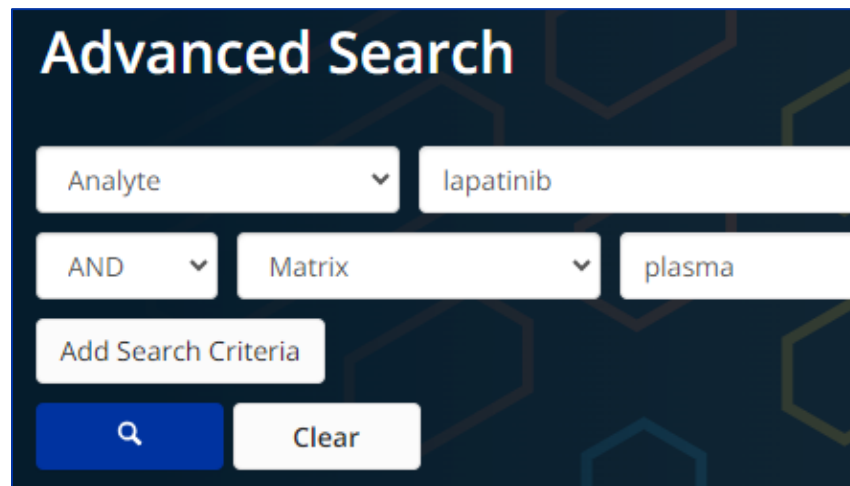 Advanced Search
Analyte lapatinib
AND Matrix plasma
Add Search Criteria
Clear